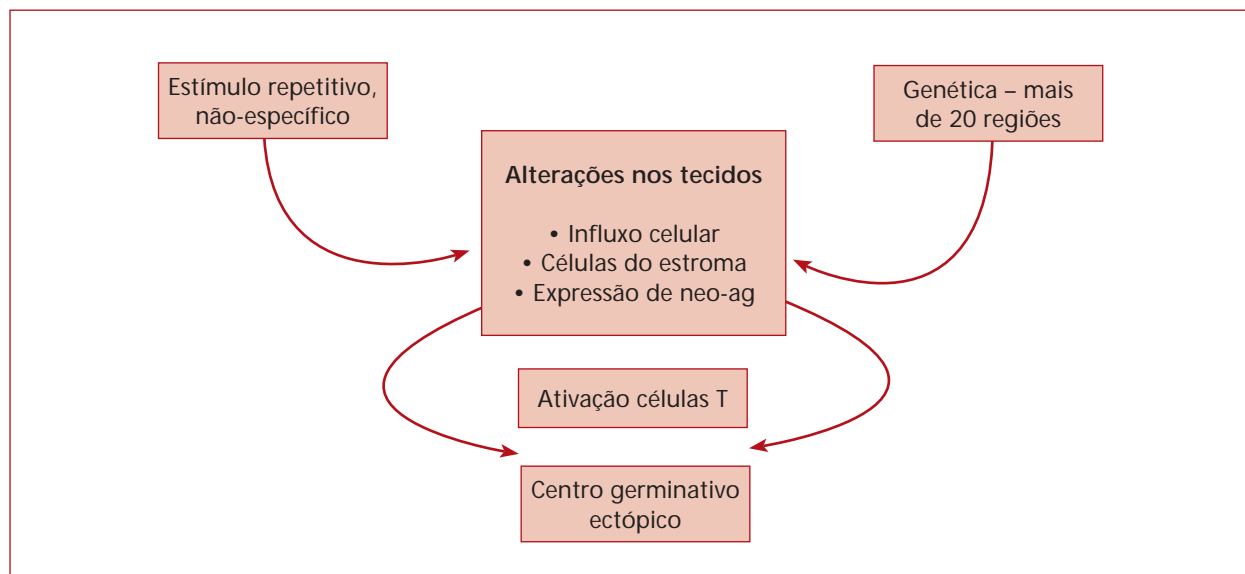 Estímulo repetitivo,
não-específico
Genética – mais
de 20 regiões
Alterações nos tecidos
• Influxo celular
• Células do estroma
• Expressão de neo-ag
Ativação células T
Centro germinativo
ectópico